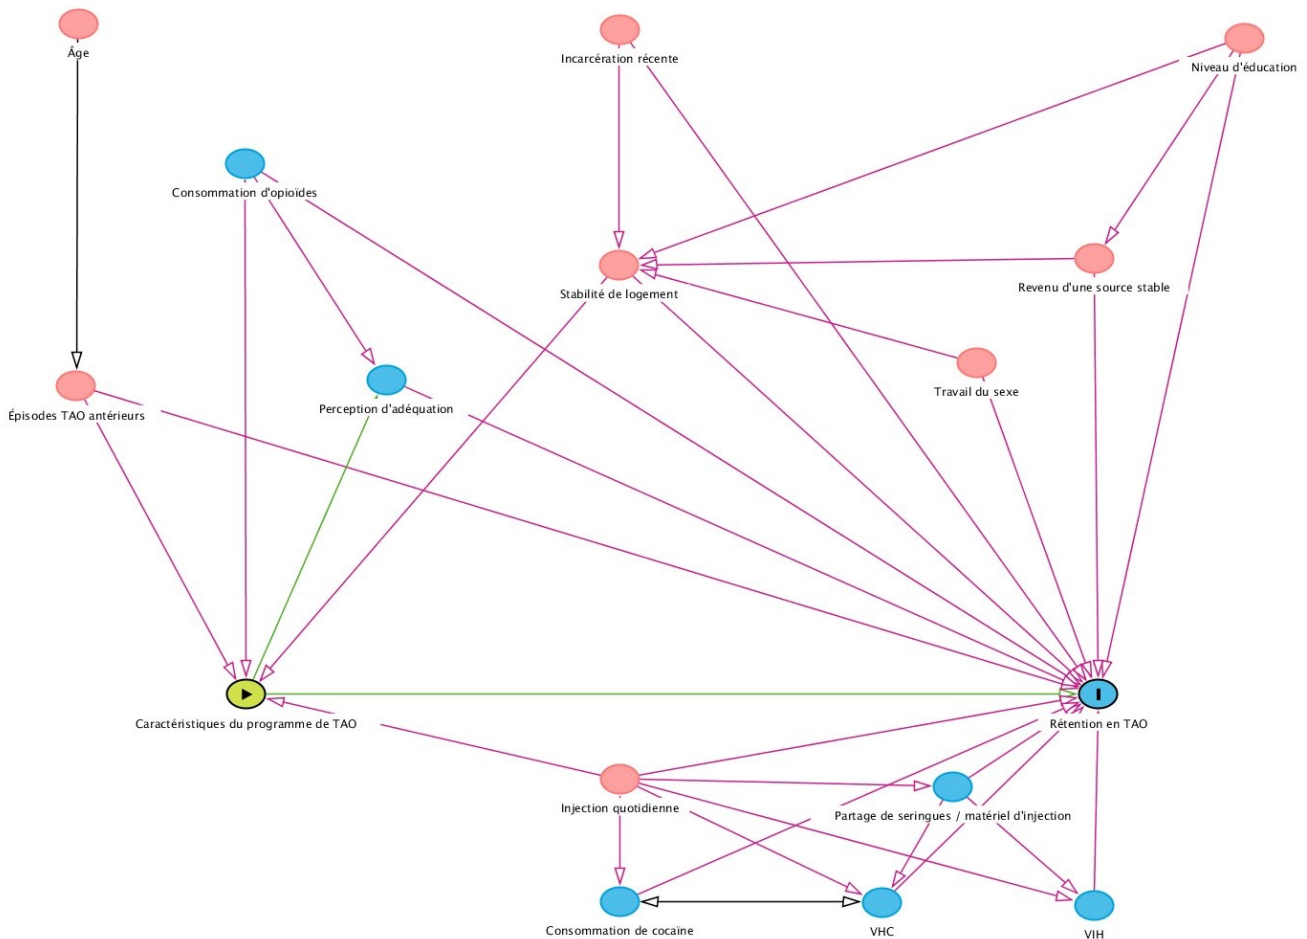 Âge
Incarcération récente
Niveau d'éducation
Consommation d'opioïdes
Stabilité de logement
Revenu d'une source stable
Travail du sexe
Perception d'adéquation
Épisodes TAO antérieurs
Caractéristiques du programme de TAO
Rétention en TAO
Injection quotidienne
Partage de seringues / matériel d'injection
Consommation de cocaïne
VHC
VIH